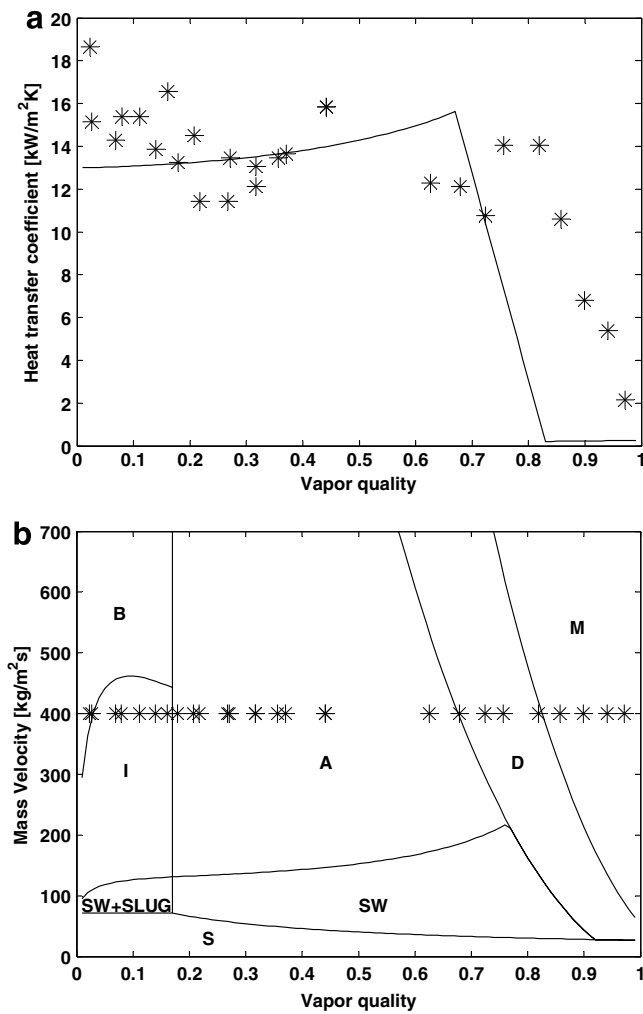 a
20
18
16
14
12
10
8
6
4
2
0
Heat transfer coefficient [kW/m²K]
0 0.1 0.2 0.3 0.4 0.5 0.6 0.7 0.8 0.9 1
Vapor quality
b
700
600
500
400
300
200
100
0
Mass Velocity [kg/m²s]
B
M
I
A
D
SW+SLUG
SW
S
0 0.1 0.2 0.3 0.4 0.5 0.6 0.7 0.8 0.9 1
Vapor quality